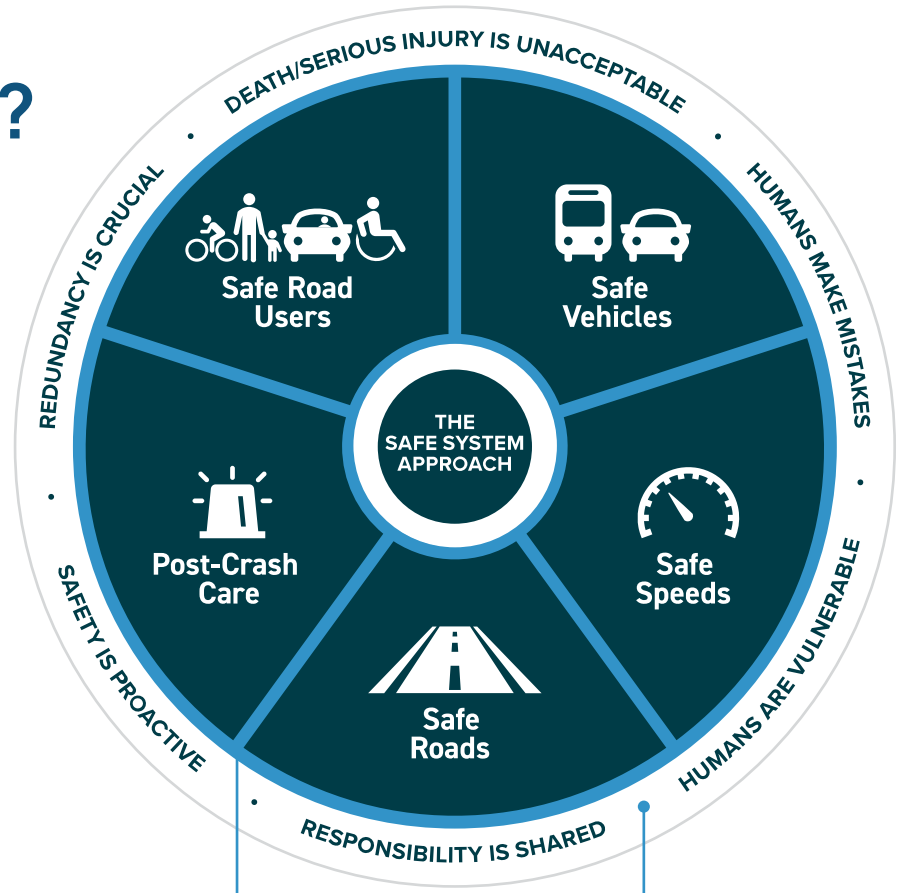 ?
DEATH/SERIOUS INJURY IS UNACCEPTABLE
HUMANS MAKE MISTAKES
HUMANS ARE VULNERABLE
RESPONSIBILITY IS SHARED
SAFETY IS PROACTIVE
REDUNDANCY IS CRUCIAL
Safe Road
Users
Safe
Vehicles
THE
SAFE SYSTEM
APPROACH
Post-Crash
Care
Safe
Speeds
Safe
Roads